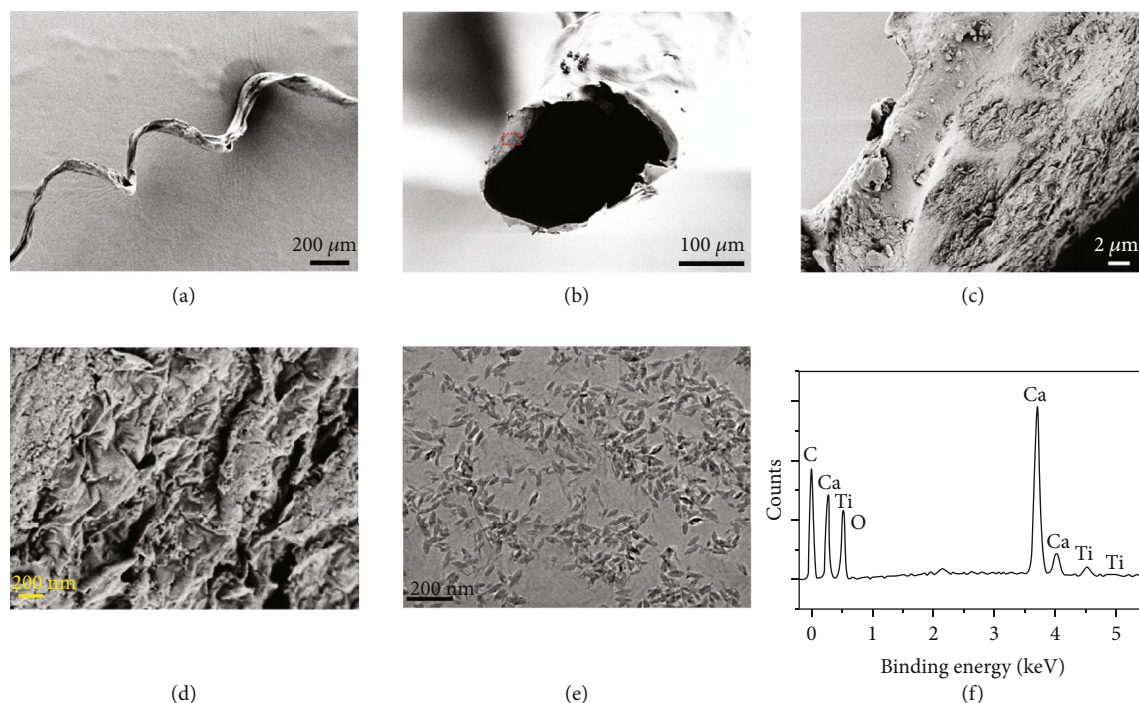 200 μm
100 μm
2 μm
(a)
(b)
(c)
200 nm
200 nm
Counts
C
Ca
Ti
O
Ca
Ca
Ti
Ti
0 1 2 3 4 5
Binding energy (keV)
(d)
(e)
(f)